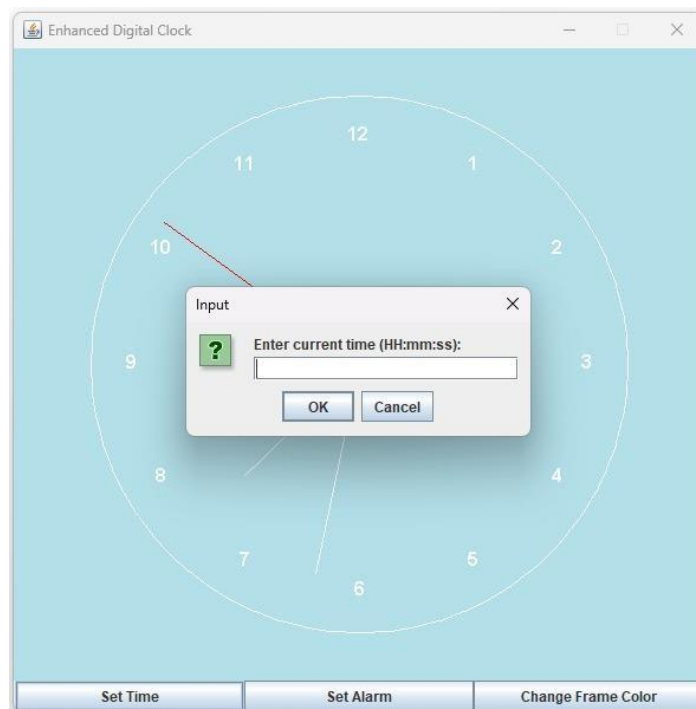 Enhanced Digital Clock
12
11
1
10
2
Input
Enter current time (HH:mm:ss):
9
3
OK Cancel
8
4
7
5
6
Set Time Set Alarm Change Frame Color